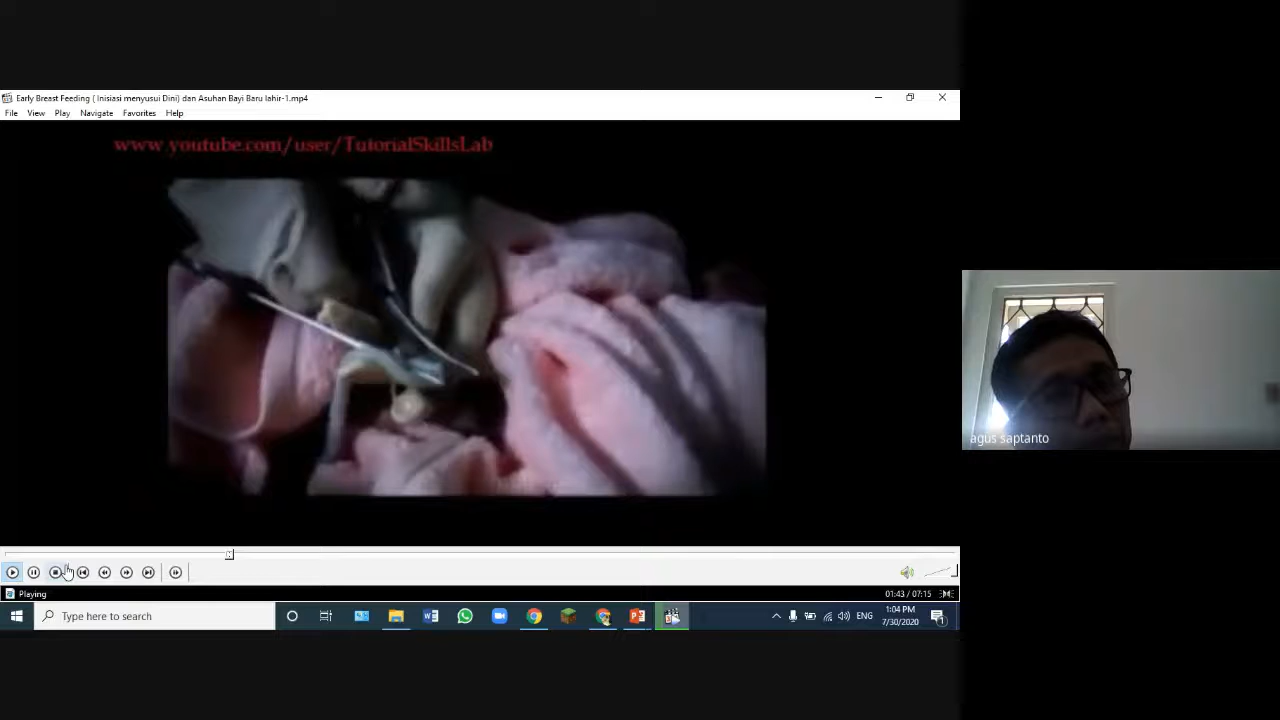 Early Breast Feeding ( Inisiasi menyusui Dini) dan Asuhan Bayi Baru lahir-1.mp4
File View Play Navigate Favorites Help
www.youtube.com/user/TutorialSkillsLab
agus saptanto
Playing
01:43 / 07:15
Type here to search
ENG
1:04 PM
7/30/2020